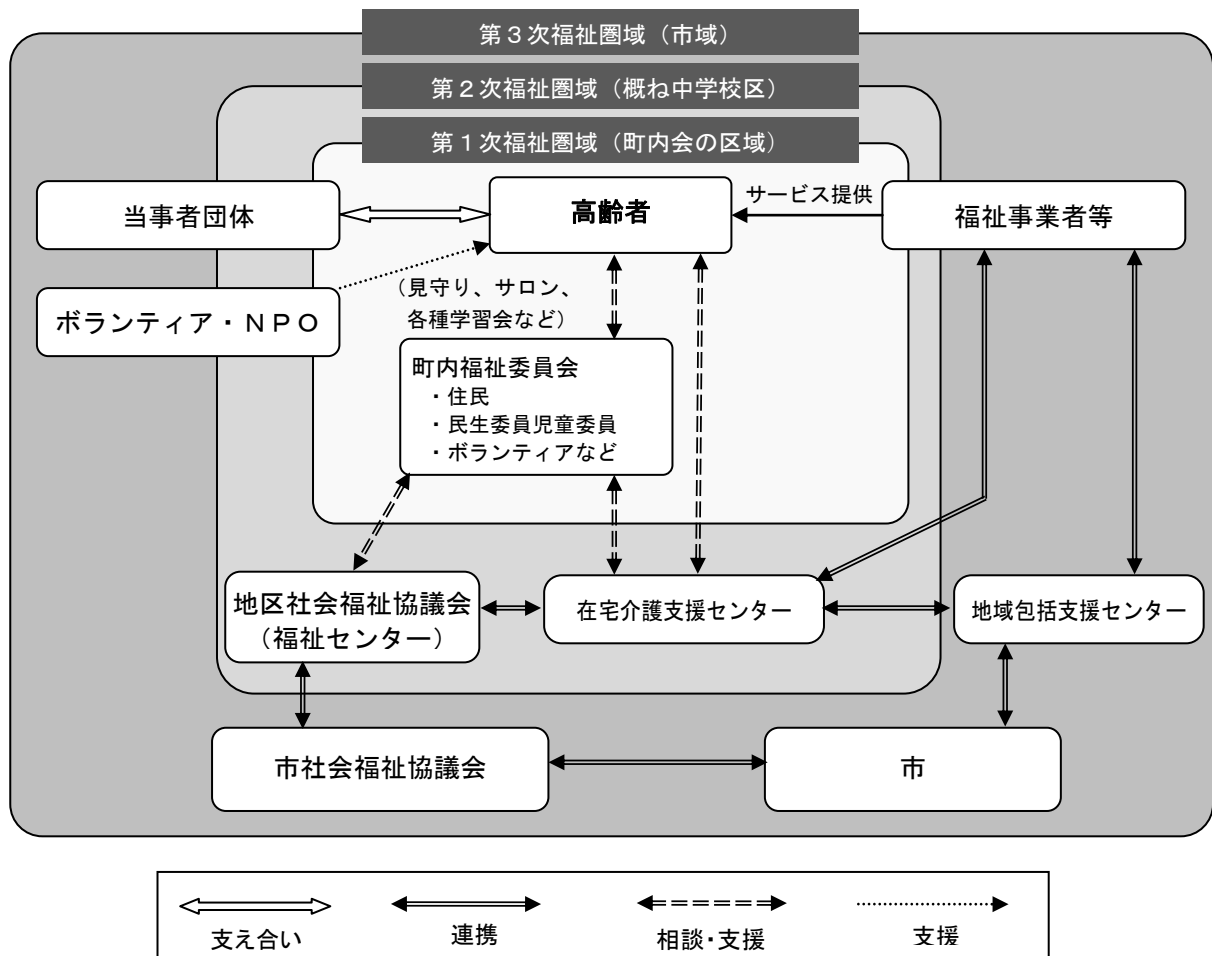 第３次福祉圏域（市域）
第２次福祉圏域（概ね中学校区）
第１次福祉圏域（町内会の区域）
当事者団体
高齢者
サービス提供
福祉事業者等
ボランティア・ＮＰＯ
（見守り、サロン、
各種学習会など）
町内福祉委員会
・住民
・民生委員児童委員
・ボランティアなど
地区社会福祉協議会
（福祉センター）
在宅介護支援センター
地域包括支援センター
市社会福祉協議会
市
支え合い
連携
相談・支援
支援